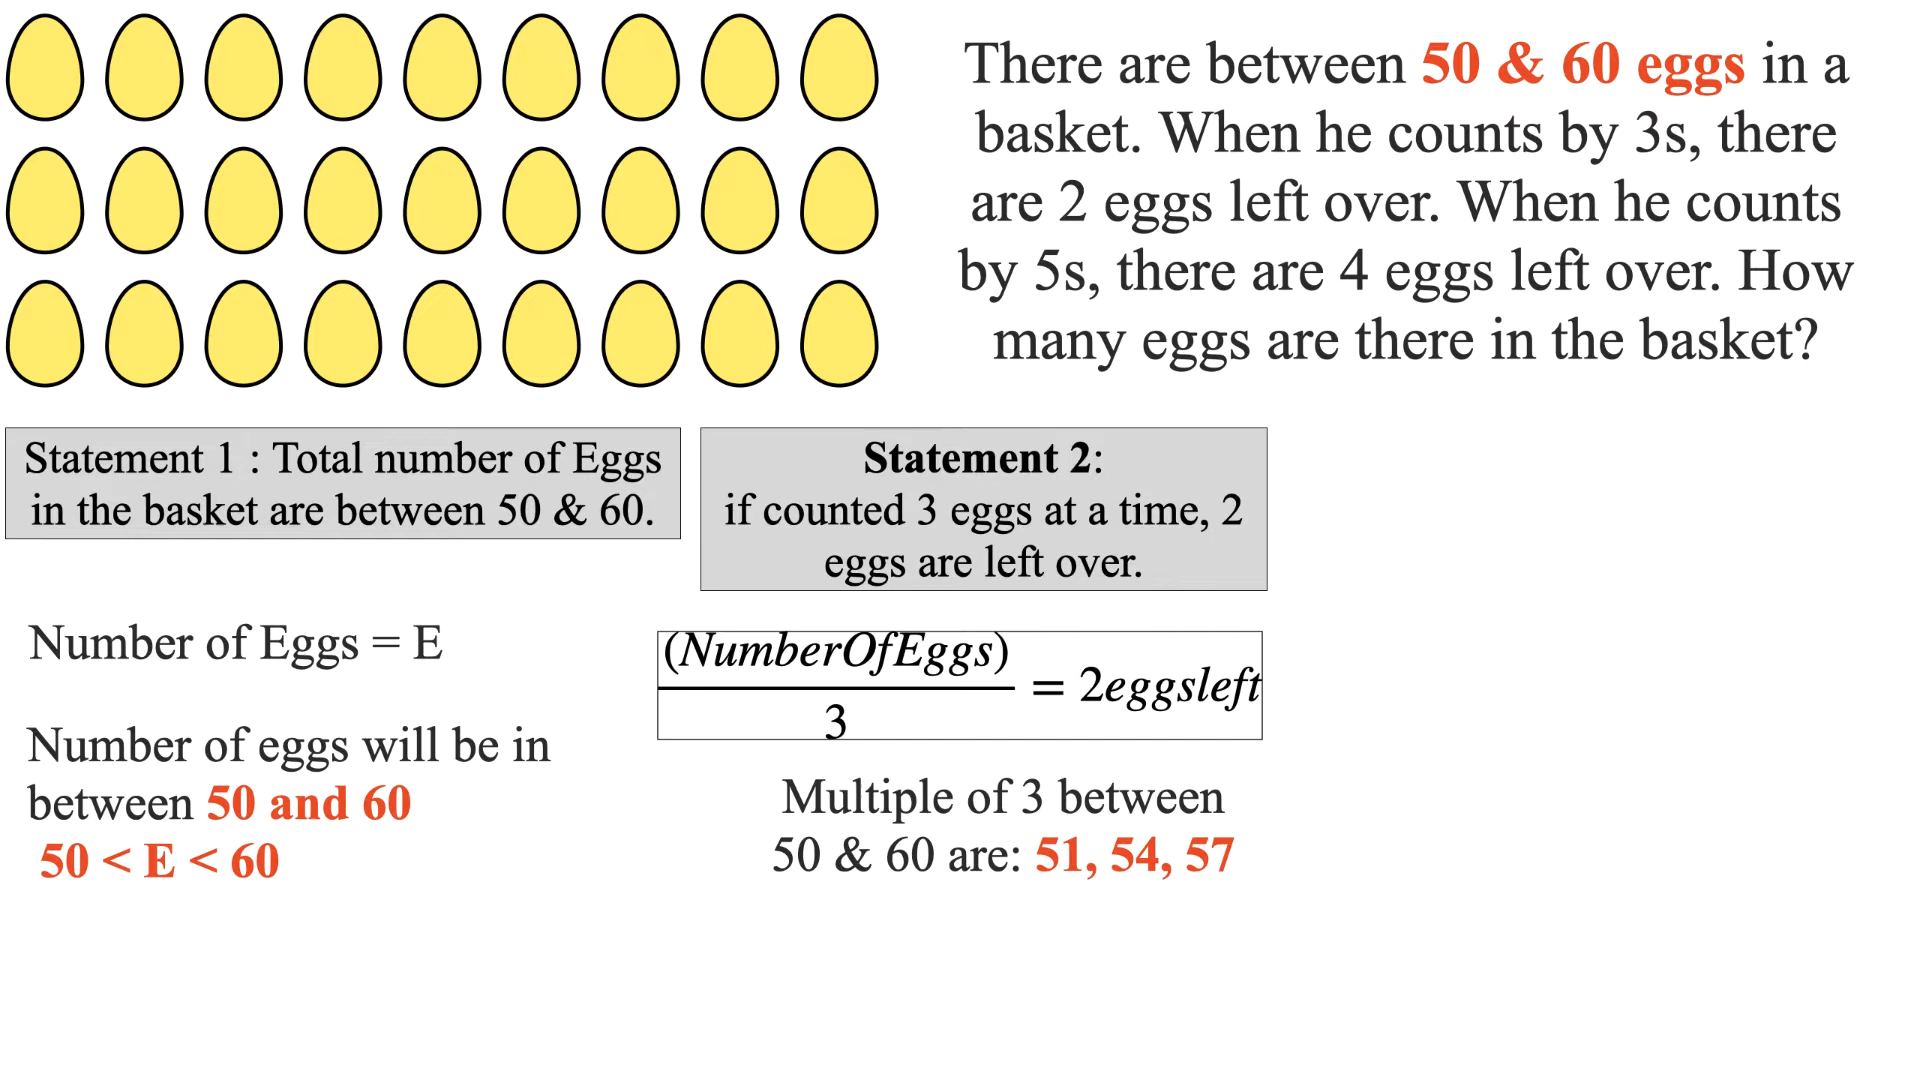 There are between 50 & 60 eggs in a
basket. When he counts by 3s, there
are 2 eggs left over. When he counts
by 5s, there are 4 eggs left over. How
many eggs are there in the basket?
Statement 1 : Total number of Eggs
in the basket are between 50 & 60.
Statement 2:
if counted 3 eggs at a time, 2
eggs are left over.
Number of Eggs = E
Number of eggs will be in
between 50 and 60
50 < E < 60
(NumberOfEggs)
3
= 2eggsleft
Multiple of 3 between
50 & 60 are: 51, 54, 57